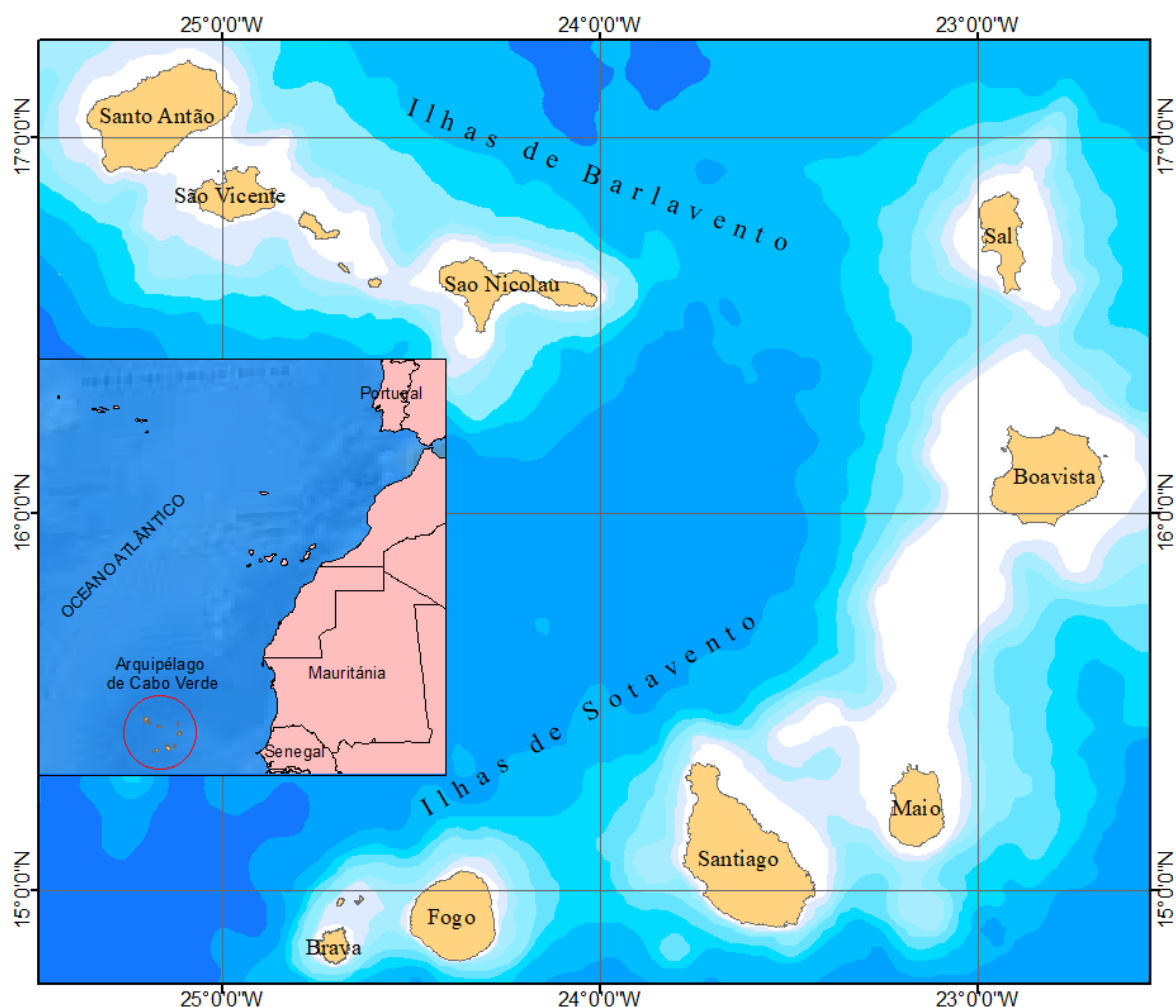 25°0'0"W 24°0'0"W 23°0'0"W
17°0'0"N
17°0'0"N
Ilhas de Barlavento
Santo Antão
São Vicente
Sao Nicolau
Sal
Boavista
16°0'0"N
16°0'0"N
Portugal
OCEANO ATLÂNTICO
Mauritánia
Arquipélago
de Cabo Verde
Senegal
Ilhas de Sotavento
Maio
Santiago
Fogo
Brava
15°0'0"N
15°0'0"N
25°0'0"W 24°0'0"W 23°0'0"W